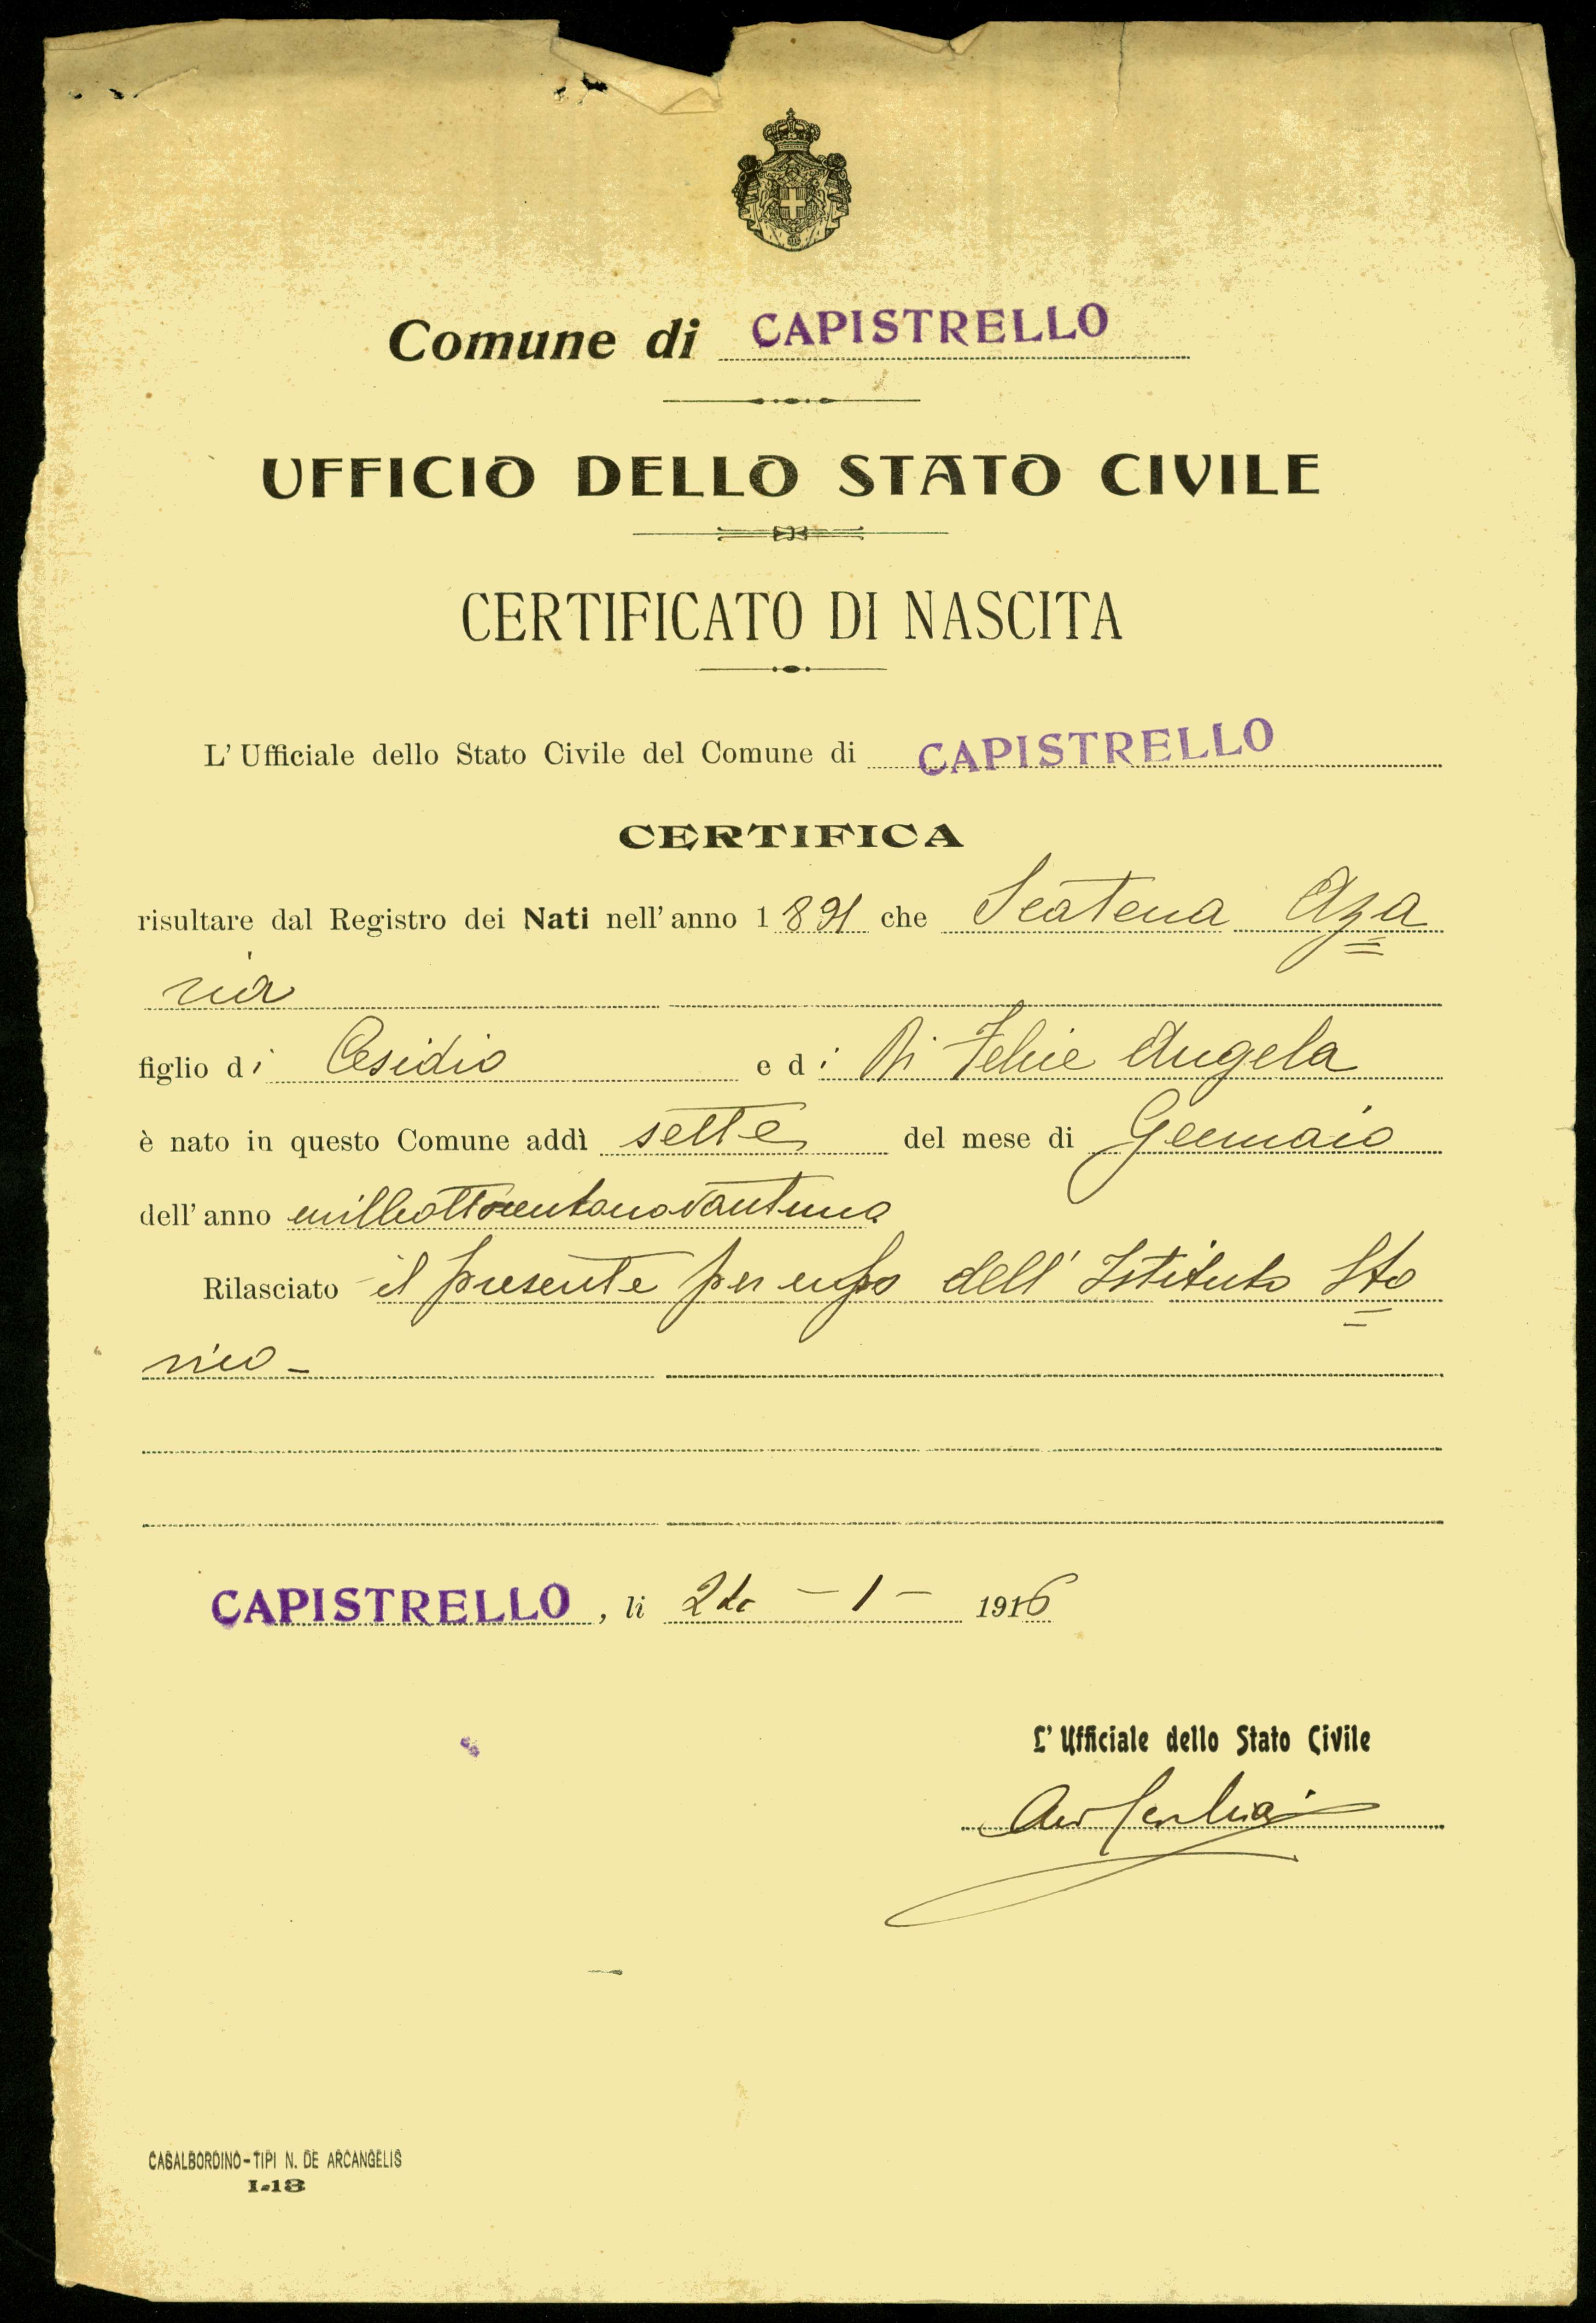 Comune di CAPISTRELLO
UFFICIO DELLO STATO CIVILE
CERTIFICATO DI NASCITA
L' Ufficiale dello Stato Civile del Comune di CAPISTRELLO
CERTIFICA
risultare dal Registro dei Nati nell' anno 1891 che Scatena Aza
ria
figlio di Cesidio e di Di Felice Angela
è nato in questo Comune addì sette del mese di Gennaio
dell' anno milleottocentonovantuno
Rilasciato il presente per uso dell' Istituto Sto
rico -
CAPISTRELLO, li - 1 - 1916
L' Ufficiale dello Stato Civile
CASALBORDINO - TIPI N. DE ARCANGELIS
I-18